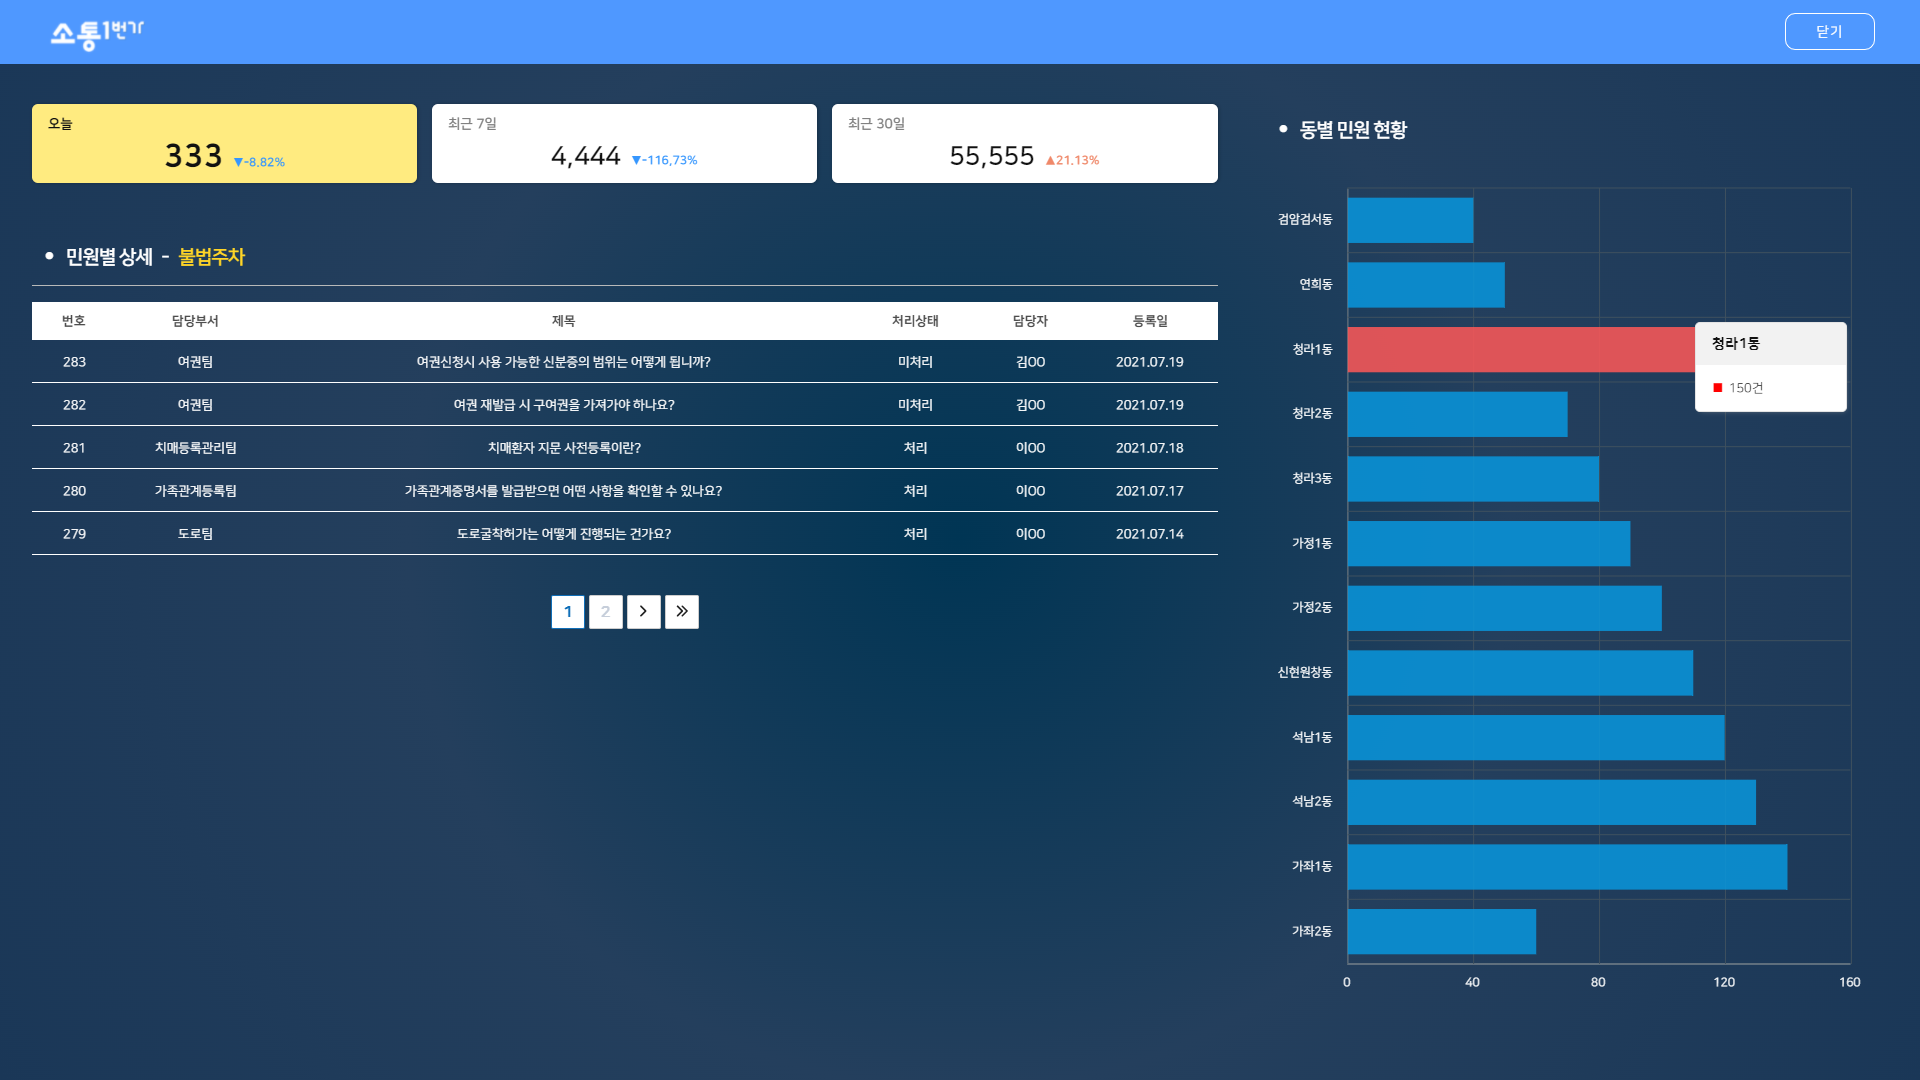 소통1번가
닫기
오늘
333 ▼-8.82%
최근 7일
4,444 ▼-116.73%
최근 30일
55,555 ▲21.13%
• 민원별 상세 - 불법주차
번호 담당부서 제목 처리상태 담당자 등록일
283 여권팀 여권신청시 사용 가능한 신분증의 범위는 어떻게 됩니까? 미처리 김OO 2021.07.19
282 여권팀 여권 재발급 시 구여권을 가져가야 하나요? 미처리 김OO 2021.07.19
281 치매등록관리팀 치매환자 지문 사전등록이란? 처리 이OO 2021.07.18
280 가족관계등록팀 가족관계증명서를 발급받으면 어떤 사항을 확인할 수 있나요? 처리 이OO 2021.07.17
279 도로팀 도로굴착허가는 어떻게 진행되는 건가요? 처리 이OO 2021.07.14
1 2 > »
• 동별 민원 현황
검암검서동
연희동
청라1동
청라1통
■ 150건
청라2동
청라3동
가정1동
가정2동
신현원창동
석남1동
석남2동
가좌1동
가좌2동
0 40 80 120 160